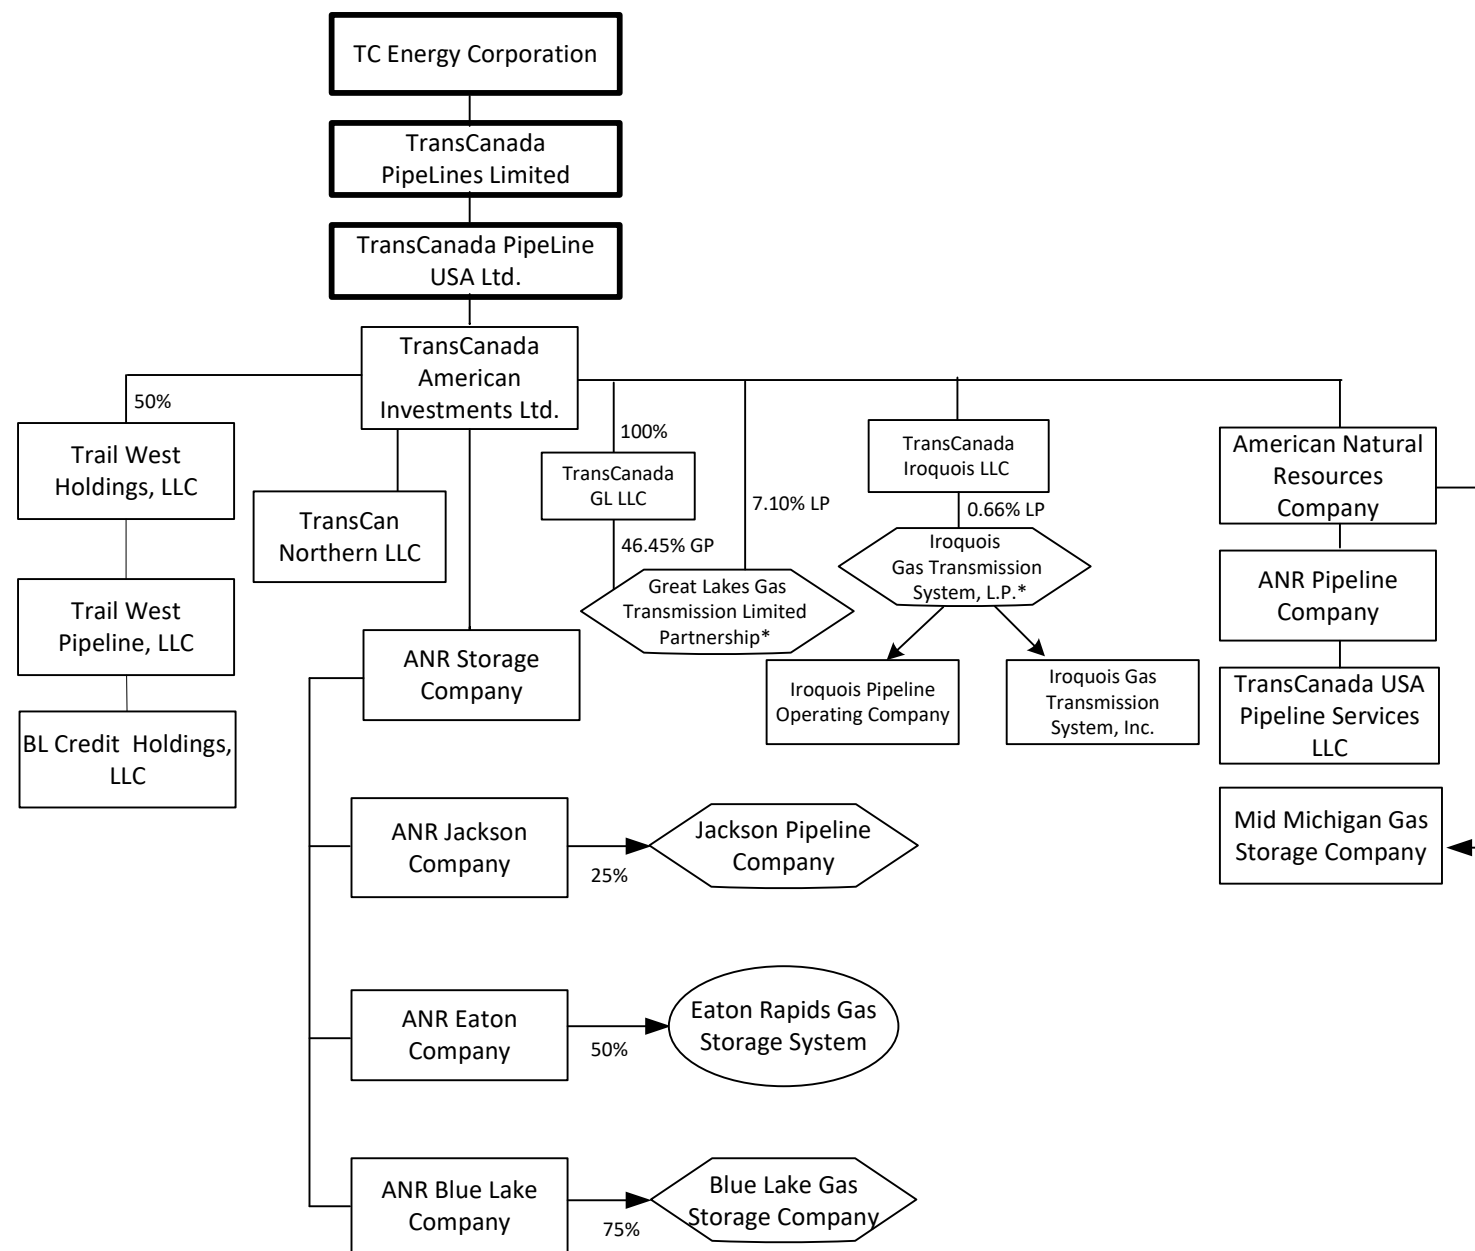 TC Energy Corporation
TransCanada
PipeLines Limited
TransCanada PipeLine
USA Ltd.
TransCanada
American
Investments Ltd.
50%
Trail West
Holdings, LLC
Trail West
Pipeline, LLC
BL Credit Holdings,
LLC
TransCan
Northern LLC
100%
TransCanada
GL LLC
46.45% GP
7.10% LP
Great Lakes Gas
Transmission Limited
Partnership*
TransCanada
Iroquois LLC
0.66% LP
Iroquois
Gas Transmission
System, L.P.*
Iroquois Pipeline
Operating Company
Iroquois Gas
Transmission
System, Inc.
American Natural
Resources
Company
ANR Pipeline
Company
TransCanada USA
Pipeline Services
LLC
Mid Michigan Gas
Storage Company
ANR Storage
Company
ANR Jackson
Company
25%
Jackson Pipeline
Company
ANR Eaton
Company
50%
Eaton Rapids Gas
Storage System
ANR Blue Lake
Company
75%
Blue Lake Gas
Storage Company